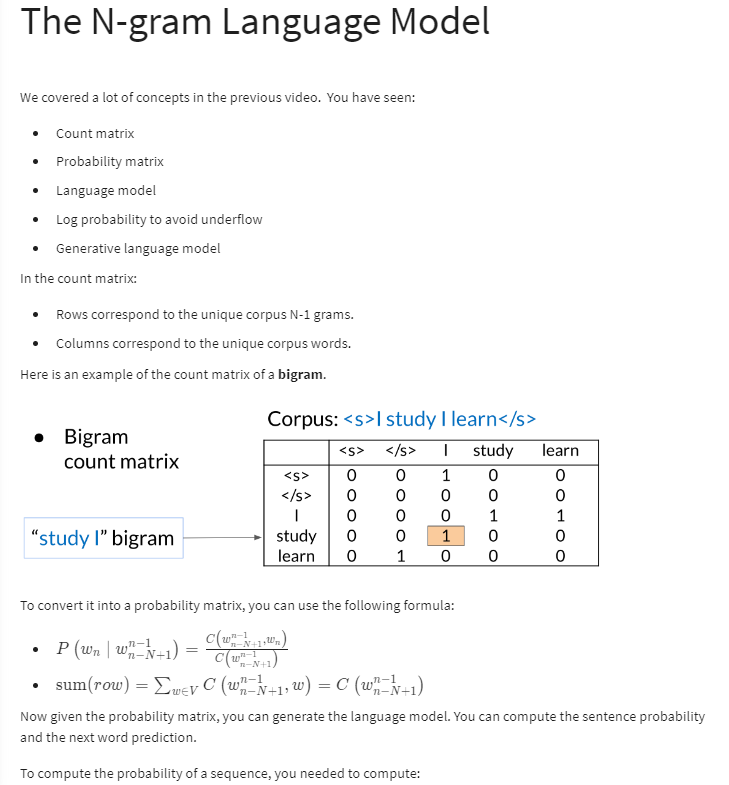 The N-gram Language Model
We covered a lot of concepts in the previous video. You have seen:
• Count matrix
• Probability matrix
• Language model
• Log probability to avoid underflow
• Generative language model
In the count matrix:
• Rows correspond to the unique corpus N-1 grams.
• Columns correspond to the unique corpus words.
Here is an example of the count matrix of a bigram.
Corpus: <s>I study I learn</s>
• Bigram
count matrix
<s> </s> I study learn
<s> 0 0 1 0 0
</s> 0 0 0 0 0
I 0 0 0 1 1
study 0 0 1 0 0
learn 0 1 0 0 0
“study I” bigram
To convert it into a probability matrix, you can use the following formula:
• P (w_n | w_{n−N+1}^{n−1}) = C(w_{n−N+1}^{n−1}, w_n) / C(w_{n−N+1}^{n−1})
• sum(row) = ∑_{w∈V} C (w_{n−N+1}^{n−1}, w) = C (w_{n−N+1}^{n−1})
Now given the probability matrix, you can generate the language model. You can compute the sentence probability
and the next word prediction.
To compute the probability of a sequence, you needed to compute: